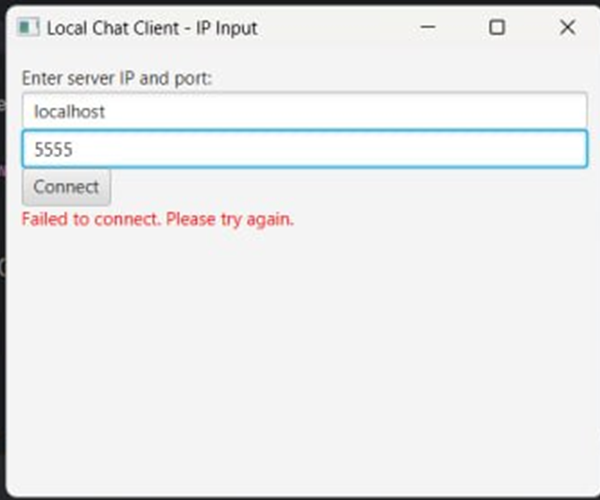 Local Chat Client - IP Input
Enter server IP and port:
localhost
5555
Connect
Failed to connect. Please try again.